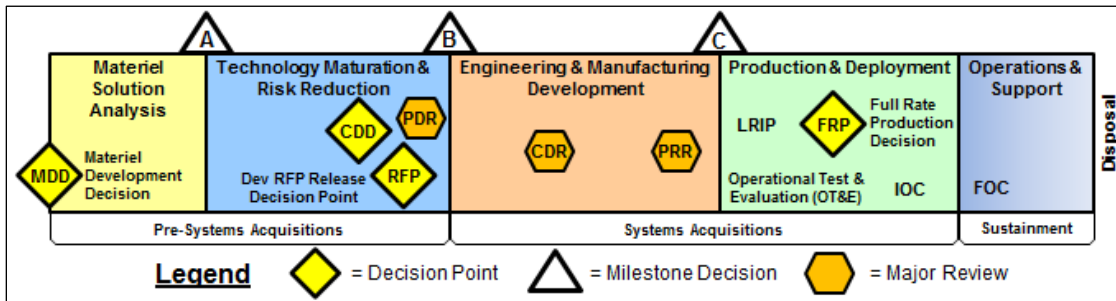 A
B
C
Materiel
Solution
Analysis
MDD
Materiel
Development
Decision
Technology Maturation &
Risk Reduction
CDD
PDR
Dev RFP Release
Decision Point
RFP
Engineering & Manufacturing
Development
CDR
PRR
Production & Deployment
LRIP
FRP
Full Rate
Production
Decision
Operational Test &
Evaluation (OT&E)
IOC
Operations &
Support
FOC
Disposal
Pre-Systems Acquisitions
Systems Acquisitions
Sustainment
Legend
= Decision Point
= Milestone Decision
= Major Review